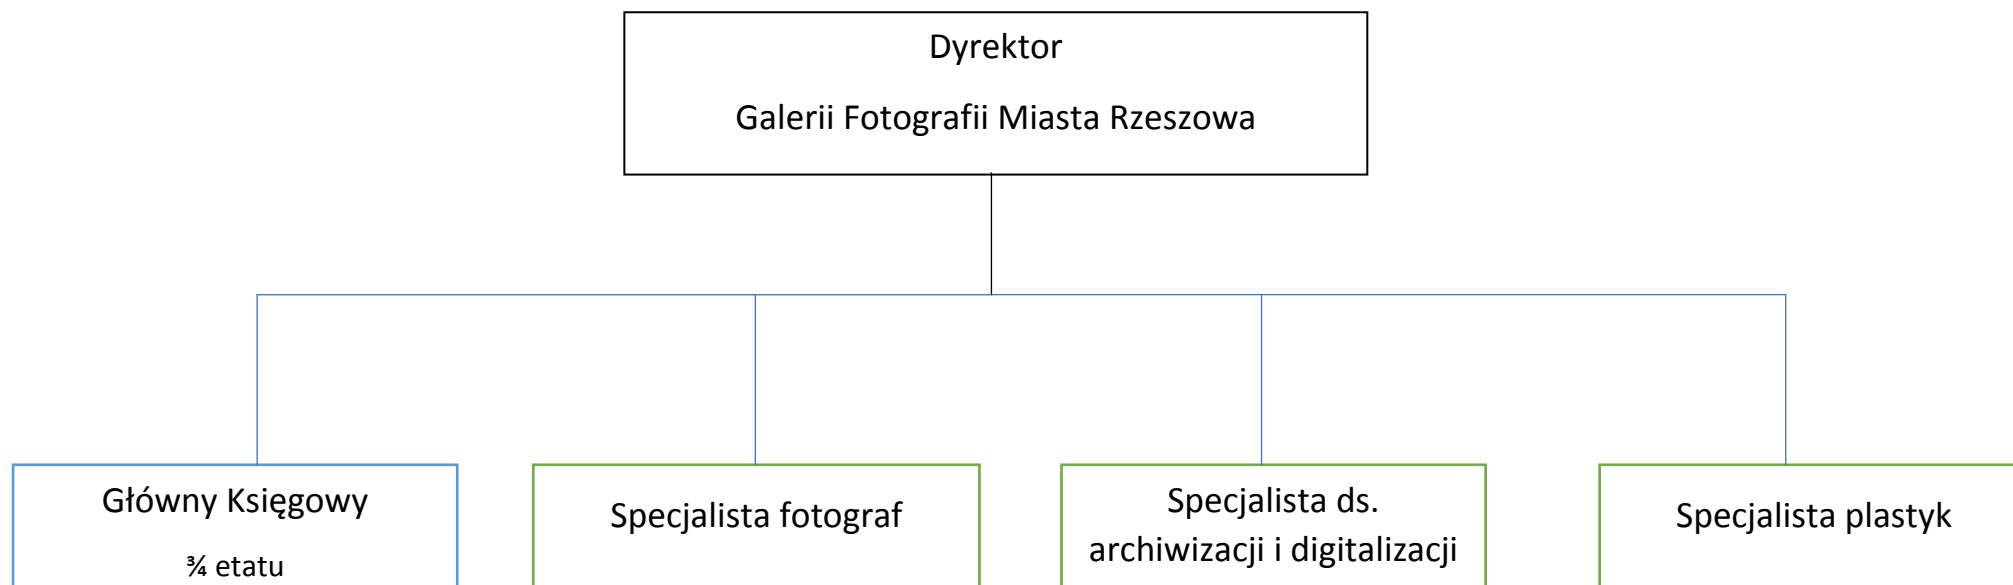 Dyrektor
Galerii Fotografii Miasta Rzeszowa
Główny Księgowy
¾ etatu
Specjalista fotograf
Specjalista ds.
archiwizacji i digitalizacji
Specjalista plastyk